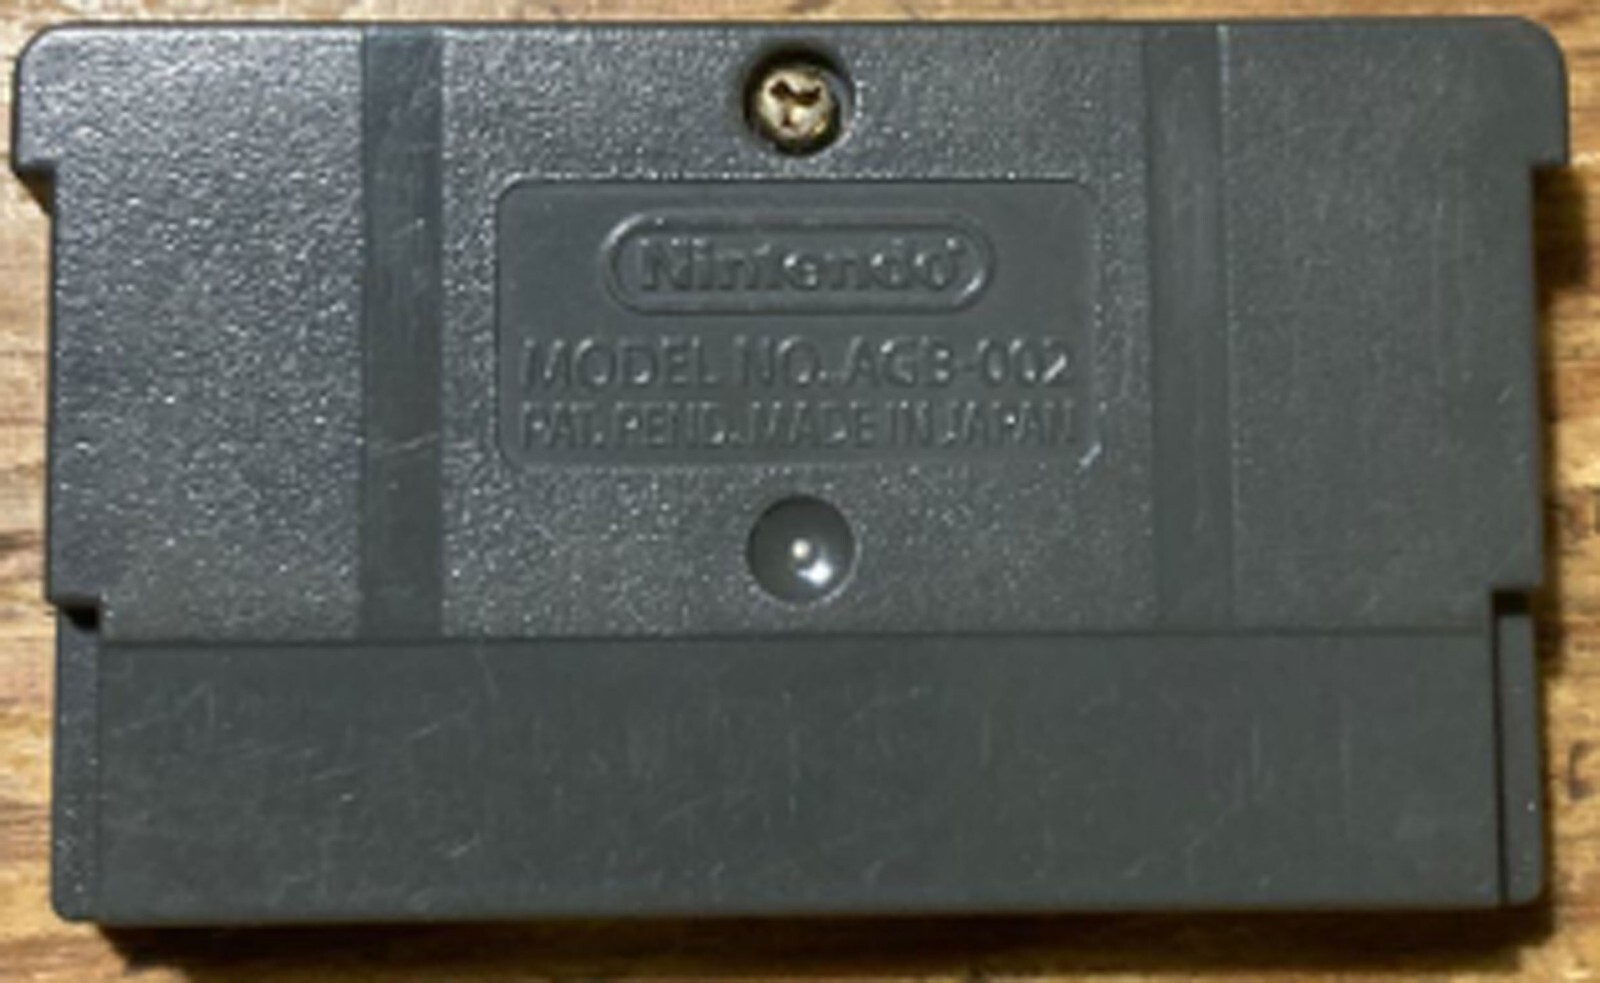 Nintendo
MODEL NO. AGB-002
PAT. PEND. MADE IN JAPAN